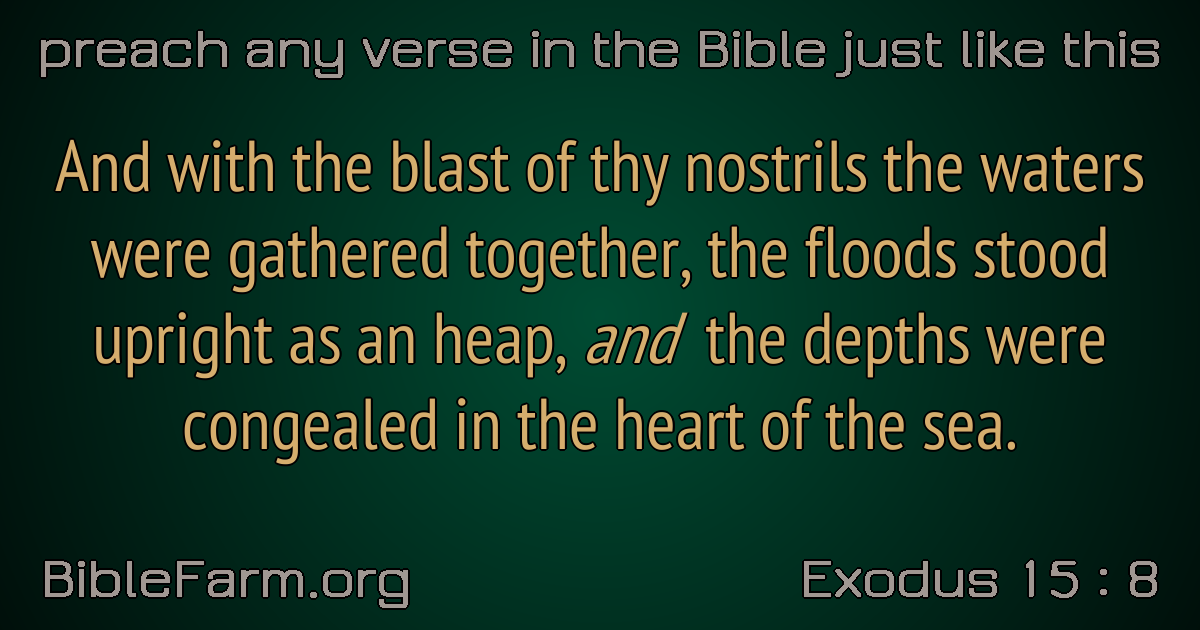 preach any verse in the Bible just like this
And with the blast of thy nostrils the waters
were gathered together, the floods stood
upright as an heap, and the depths were
congealed in the heart of the sea.
BibleFarm.org
Exodus 15 : 8